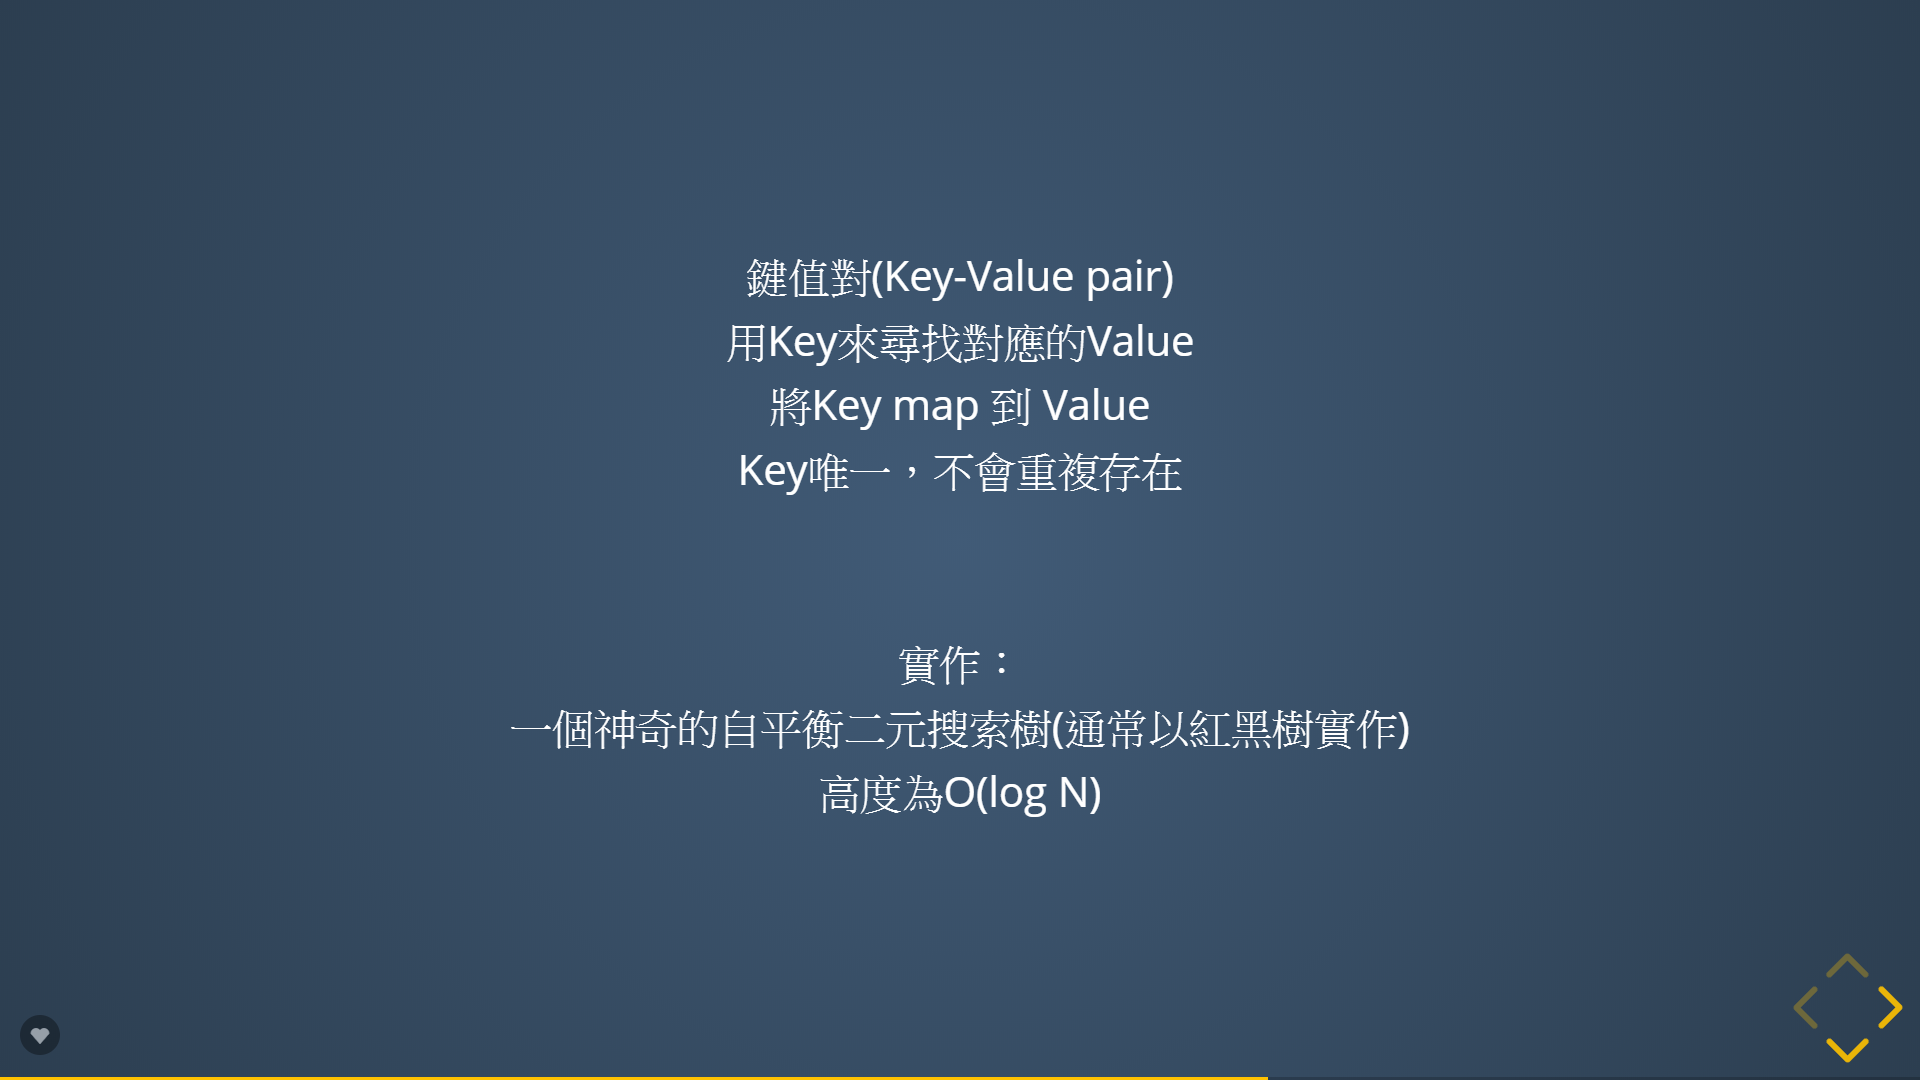 鍵值對(Key-Value pair)
用Key來尋找對應的Value
將Key map 到 Value
Key唯一，不會重複存在
實作：
一個神奇的自平衡二元搜索樹(通常以紅黑樹實作)
高度為O(log N)